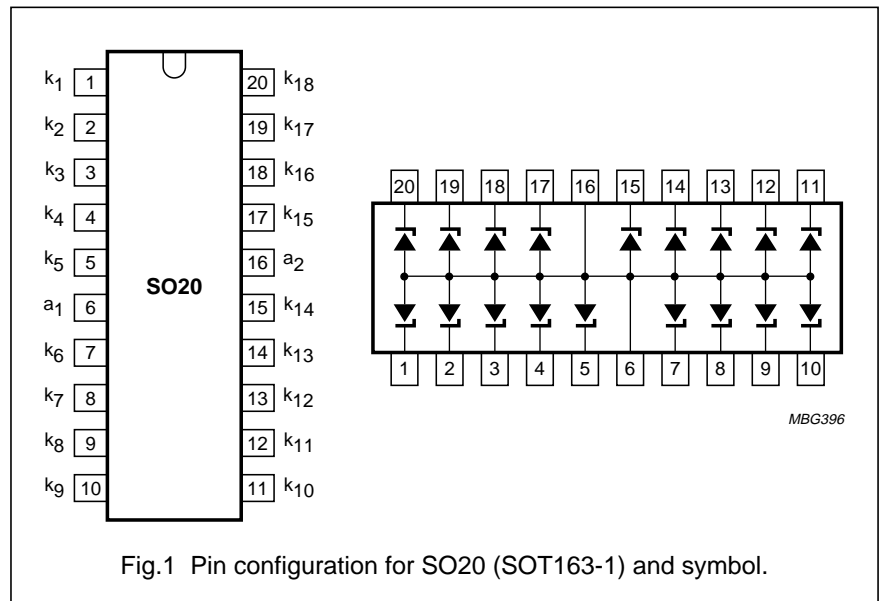 k1 1 20 k18
k2 2 19 k17
k3 3 18 k16
k4 4 17 k15
k5 5 16 a2
SO20
a1 6 15 k14
k6 7 14 k13
k7 8 13 k12
k8 9 12 k11
k9 10 11 k10
20 19 18 17 16 15 14 13 12 11
1 2 3 4 5 6 7 8 9 10
MBG396
Fig.1 Pin configuration for SO20 (SOT163-1) and symbol.